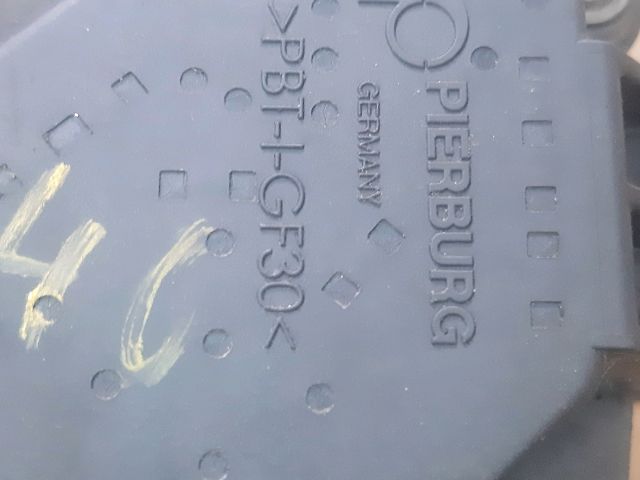 PIERBURG
GERMANY
>PBT-I-GF30<
4C